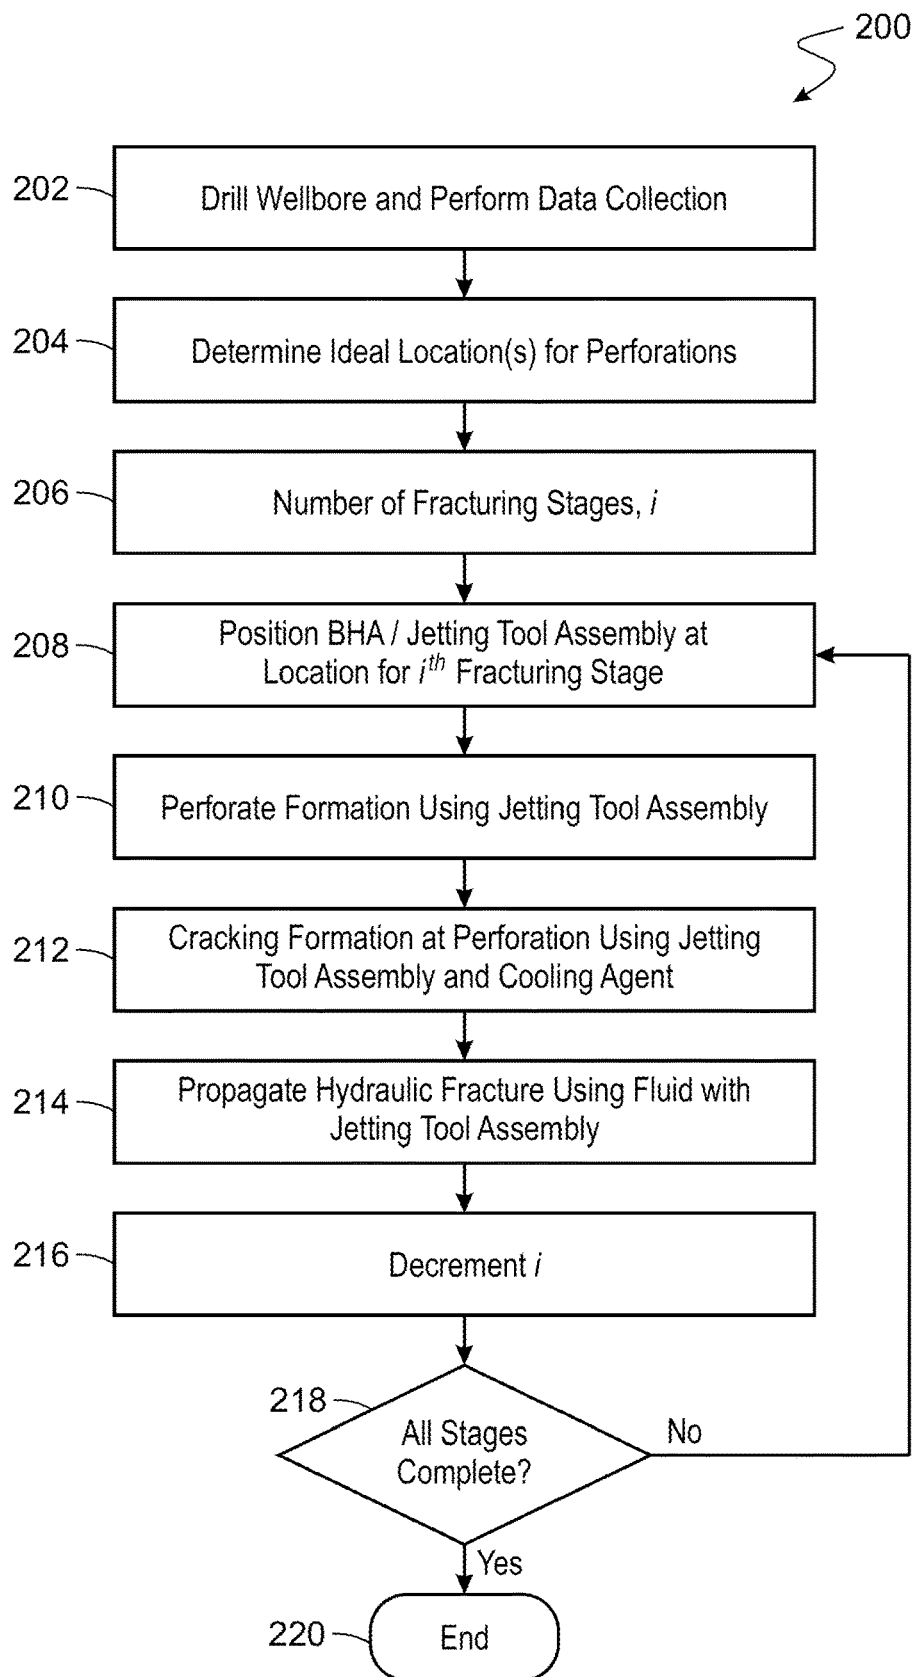 200
202
Drill Wellbore and Perform Data Collection
204
Determine Ideal Location(s) for Perforations
206
Number of Fracturing Stages, i
208
Position BHA / Jetting Tool Assembly at
Location for i^th Fracturing Stage
210
Perforate Formation Using Jetting Tool Assembly
212
Cracking Formation at Perforation Using Jetting
Tool Assembly and Cooling Agent
214
Propagate Hydraulic Fracture Using Fluid with
Jetting Tool Assembly
216
Decrement i
218
All Stages
Complete?
No
Yes
220
End